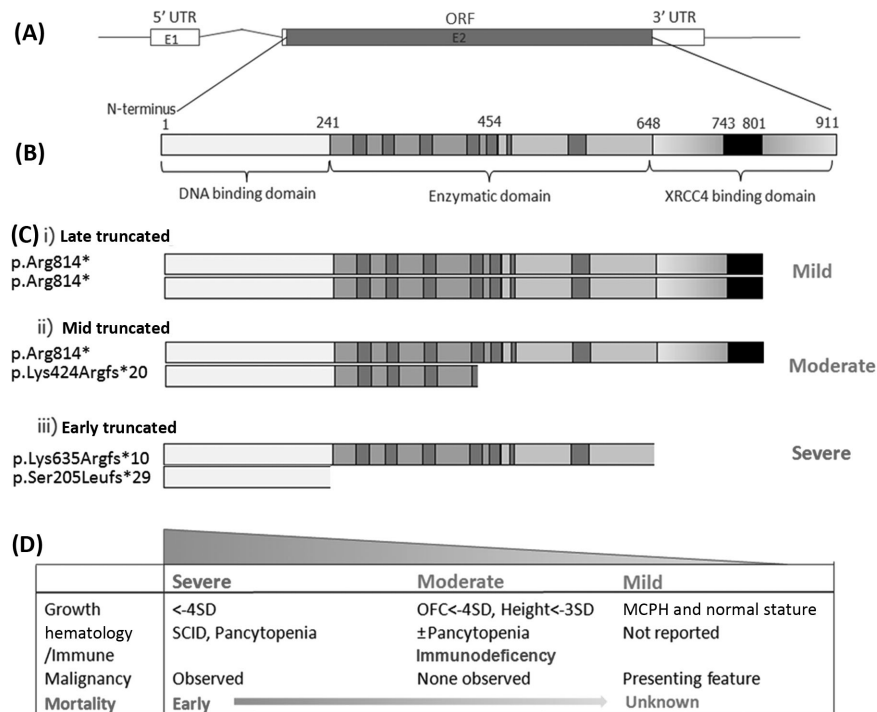 (A)
5' UTR ORF 3' UTR
E1 E2
N-terminus
1 241 454 648 743 801 911
(B)
DNA binding domain Enzymatic domain XRCC4 binding domain
(C) i) Late truncated
p.Arg814*
p.Arg814*
Mild
ii) Mid truncated
p.Arg814*
p.Lys424Argfs*20
Moderate
iii) Early truncated
p.Lys635Argfs*10
p.Ser205Leufs*29
Severe
(D)
Severe Moderate Mild
Growth <-4SD OFC<-4SD, Height<-3SD MCPH and normal stature
hematology SCID, Pancytopenia ±Pancytopenia Not reported
/Immune Immunodeficency
Malignancy Observed None observed Presenting feature
Mortality Early Unknown